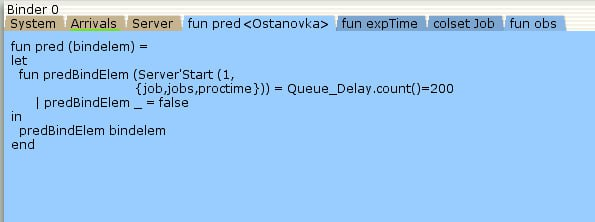 Binder 0
System Arrivals Server fun pred <Ostanovka> fun expTime colset Job fun obs
fun pred (bindelem) =
let
fun predBindElem (Server'Start (1,
{job,jobs,proctime})) = Queue_Delay.count()=200
| predBindElem _ = false
in
predBindElem bindelem
end